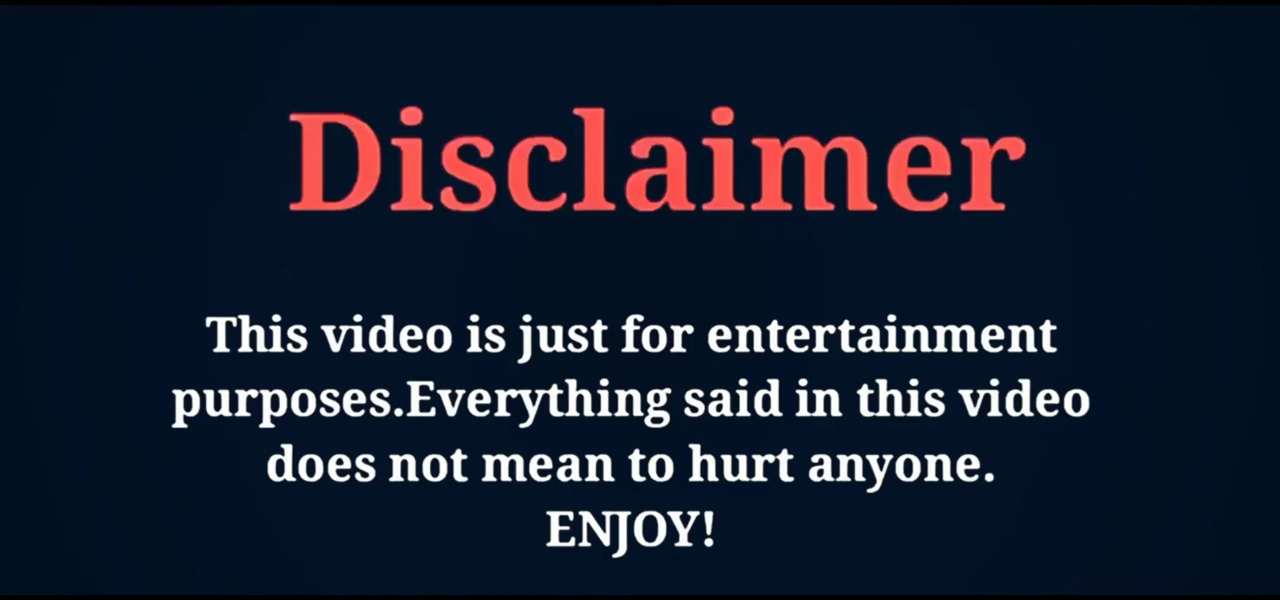 Disclaimer
This video is just for entertainment
purposes.Everything said in this video
does not mean to hurt anyone.
ENJOY!